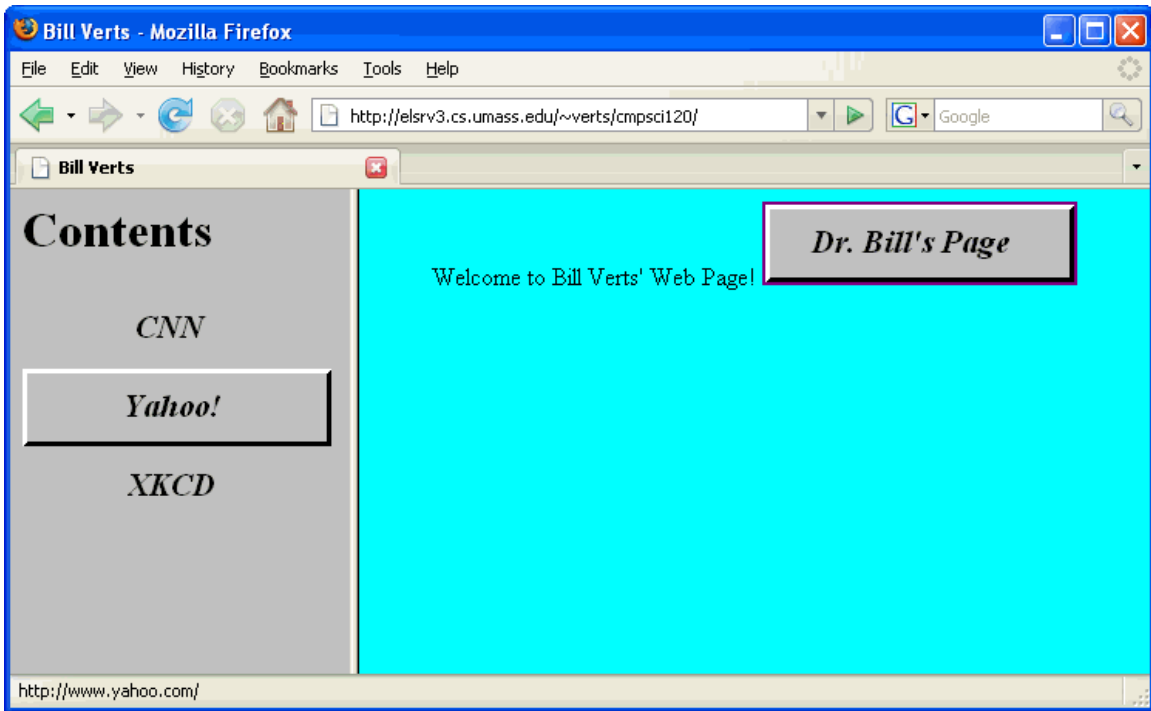 Bill Verts - Mozilla Firefox
File Edit View History Bookmarks Tools Help
http://elsrv3.cs.umass.edu/~verts/cmpsci120/
G Google
Bill Verts
Contents
CNN
Yahoo!
XKCD
Welcome to Bill Verts' Web Page! Dr. Bill's Page
http://www.yahoo.com/